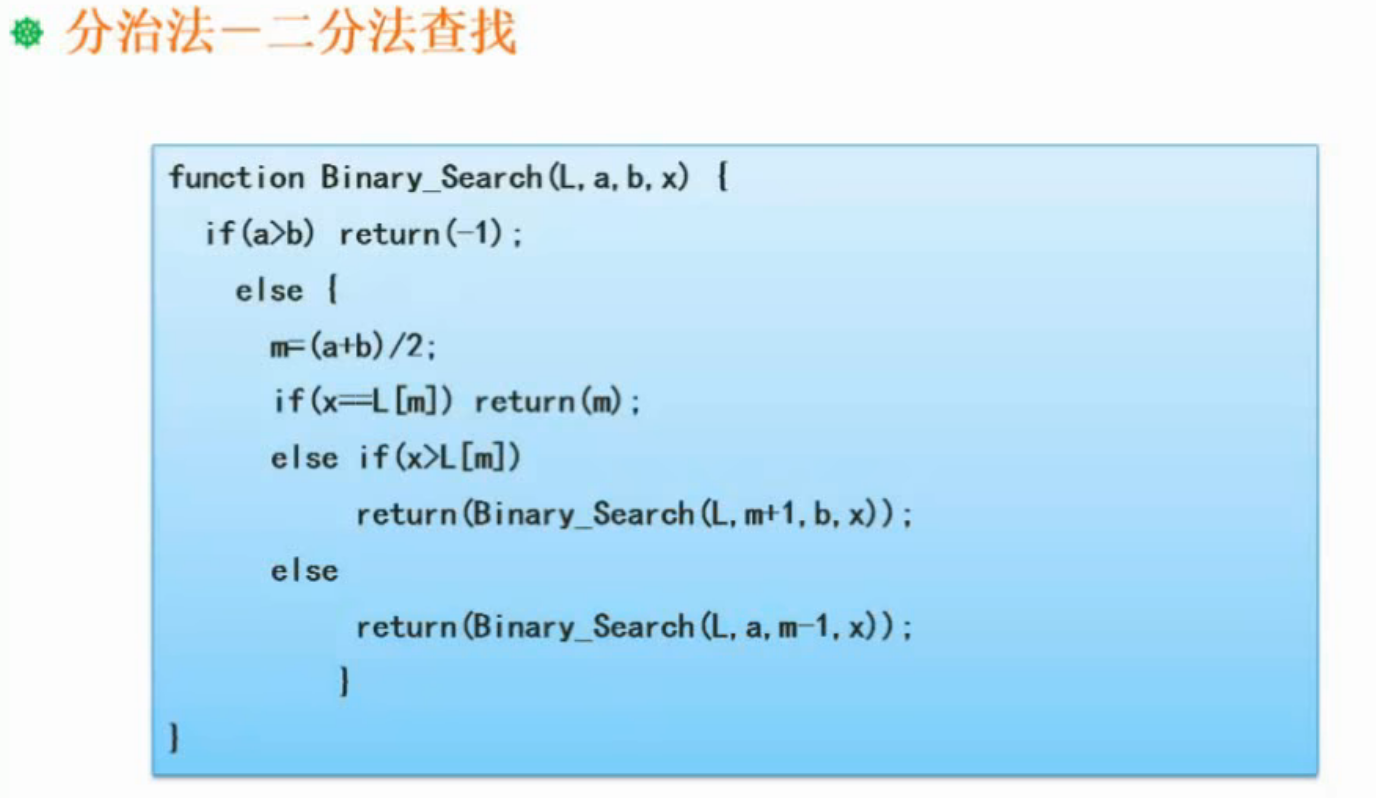 分治法－二分法查找
function Binary_Search(L,a,b,x) {
if(a>b) return(-1);
else {
m=(a+b)/2;
if(x==L[m]) return(m);
else if(x>L[m])
return(Binary_Search(L,m+1,b,x));
else
return(Binary_Search(L,a,m-1,x));
}
}